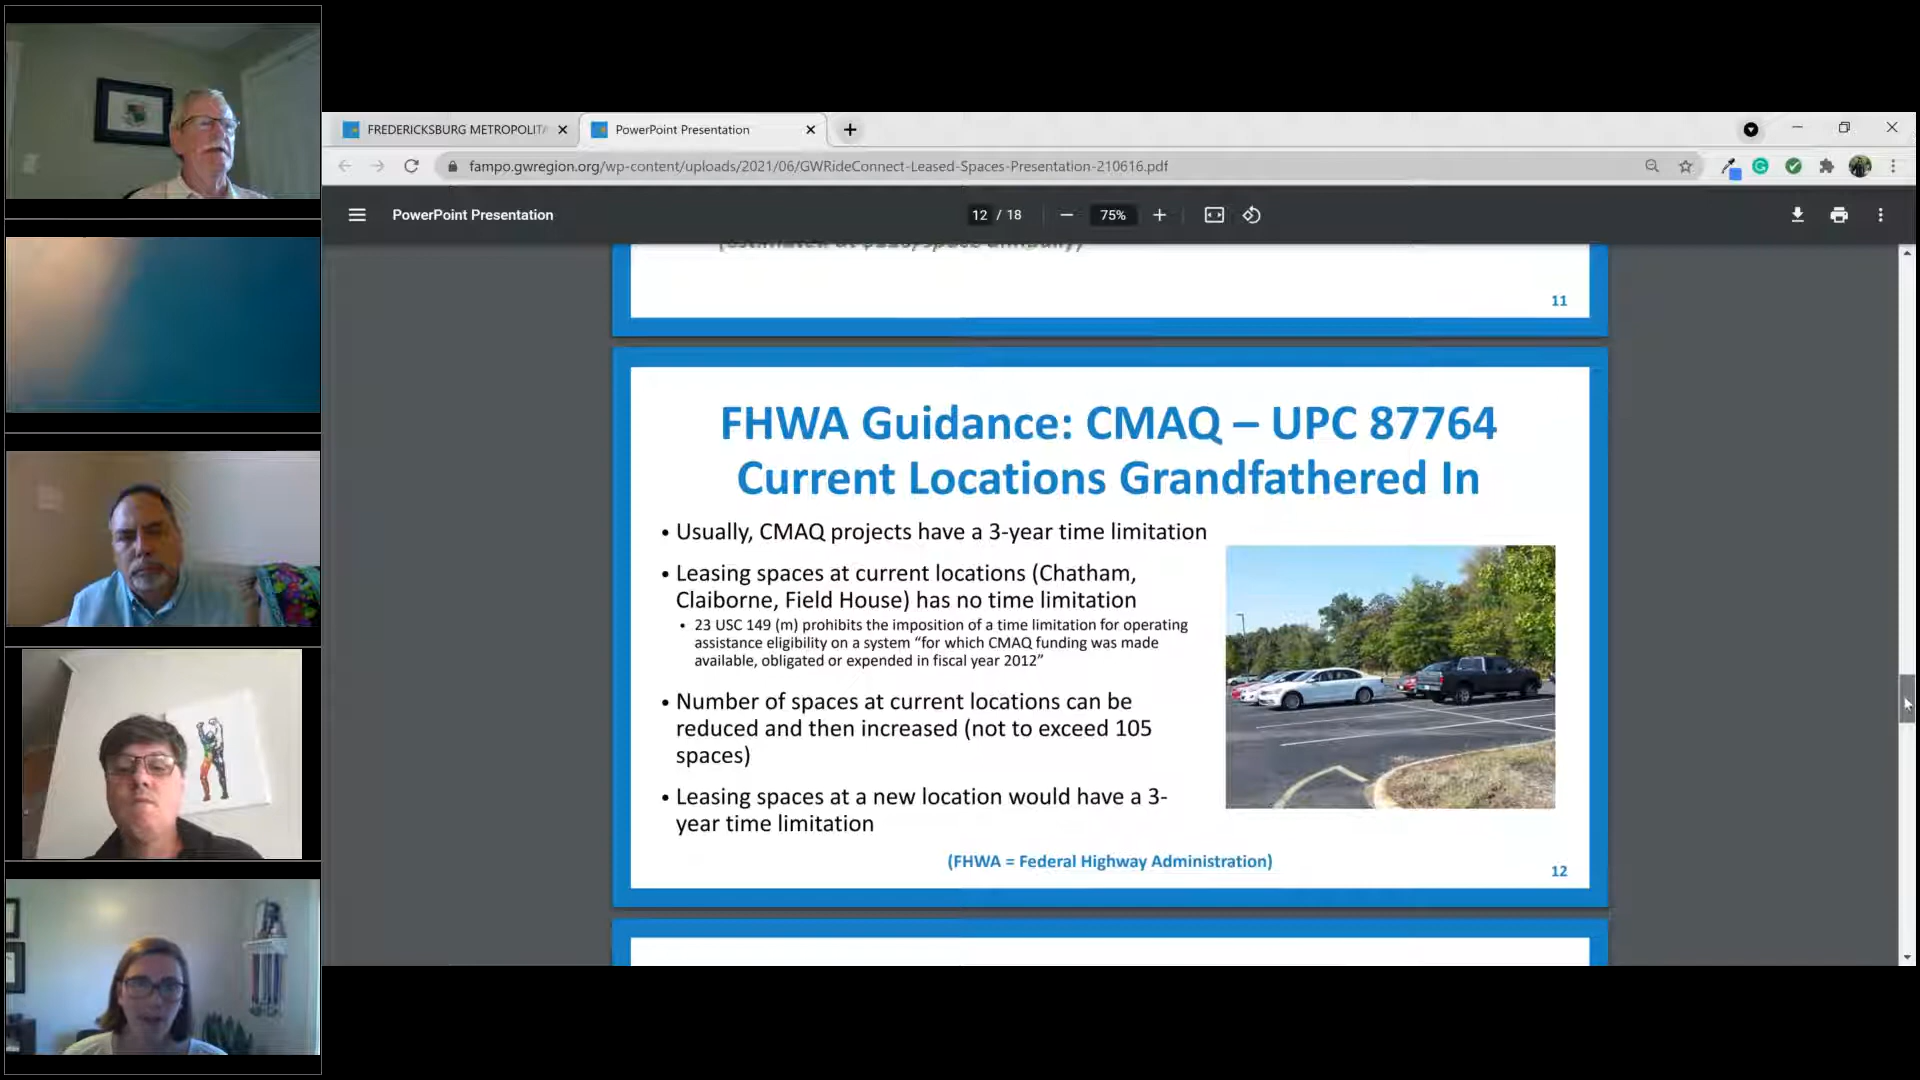 FREDERICKSBURG METROPOLIT
PowerPoint Presentation
fampo.gwregion.org/wp-content/uploads/2021/06/GWRideConnect-Leased-Spaces-Presentation-210616.pdf
PowerPoint Presentation
12 / 18
75%
11
FHWA Guidance: CMAQ – UPC 87764
Current Locations Grandfathered In
• Usually, CMAQ projects have a 3-year time limitation
• Leasing spaces at current locations (Chatham,
Claiborne, Field House) has no time limitation
• 23 USC 149 (m) prohibits the imposition of a time limitation for operating
assistance eligibility on a system “for which CMAQ funding was made
available, obligated or expended in fiscal year 2012”
• Number of spaces at current locations can be
reduced and then increased (not to exceed 105
spaces)
• Leasing spaces at a new location would have a 3-
year time limitation
(FHWA = Federal Highway Administration)
12